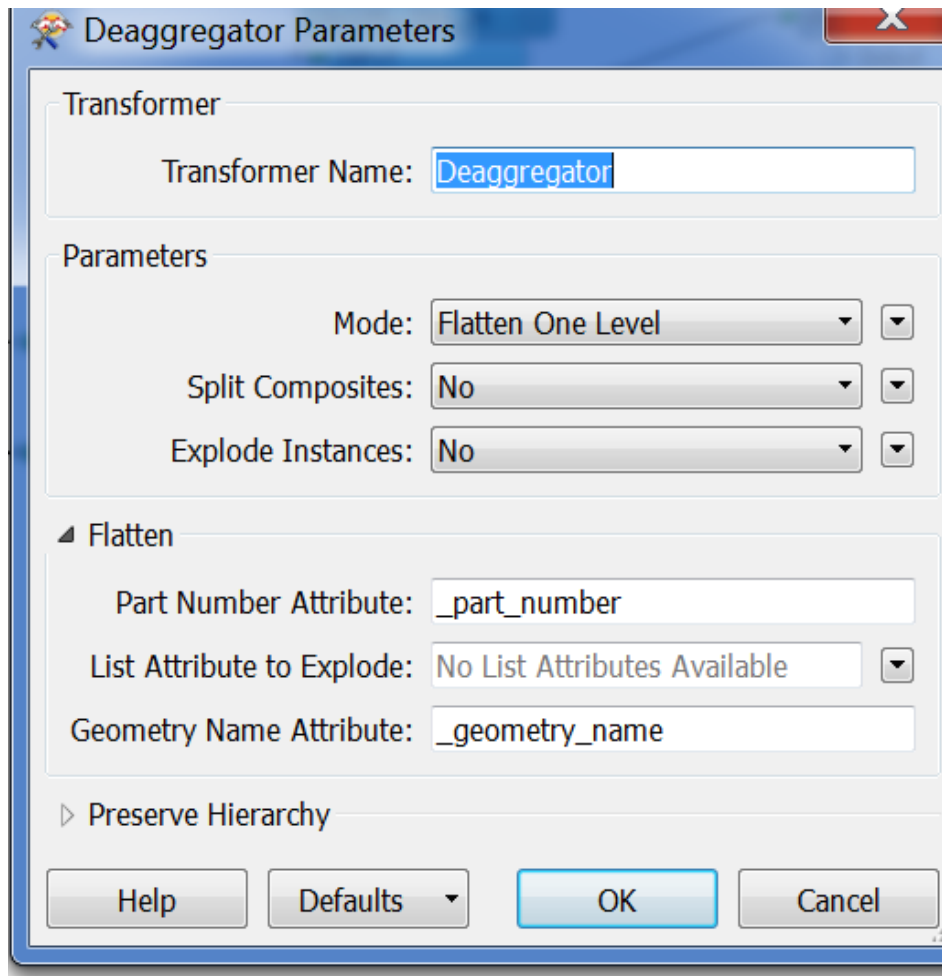 Deaggregator Parameters
Transformer
Transformer Name: Deaggregator
Parameters
Mode: Flatten One Level
Split Composites: No
Explode Instances: No
Flatten
Part Number Attribute: _part_number
List Attribute to Explode: No List Attributes Available
Geometry Name Attribute: _geometry_name
Preserve Hierarchy
Help Defaults OK Cancel